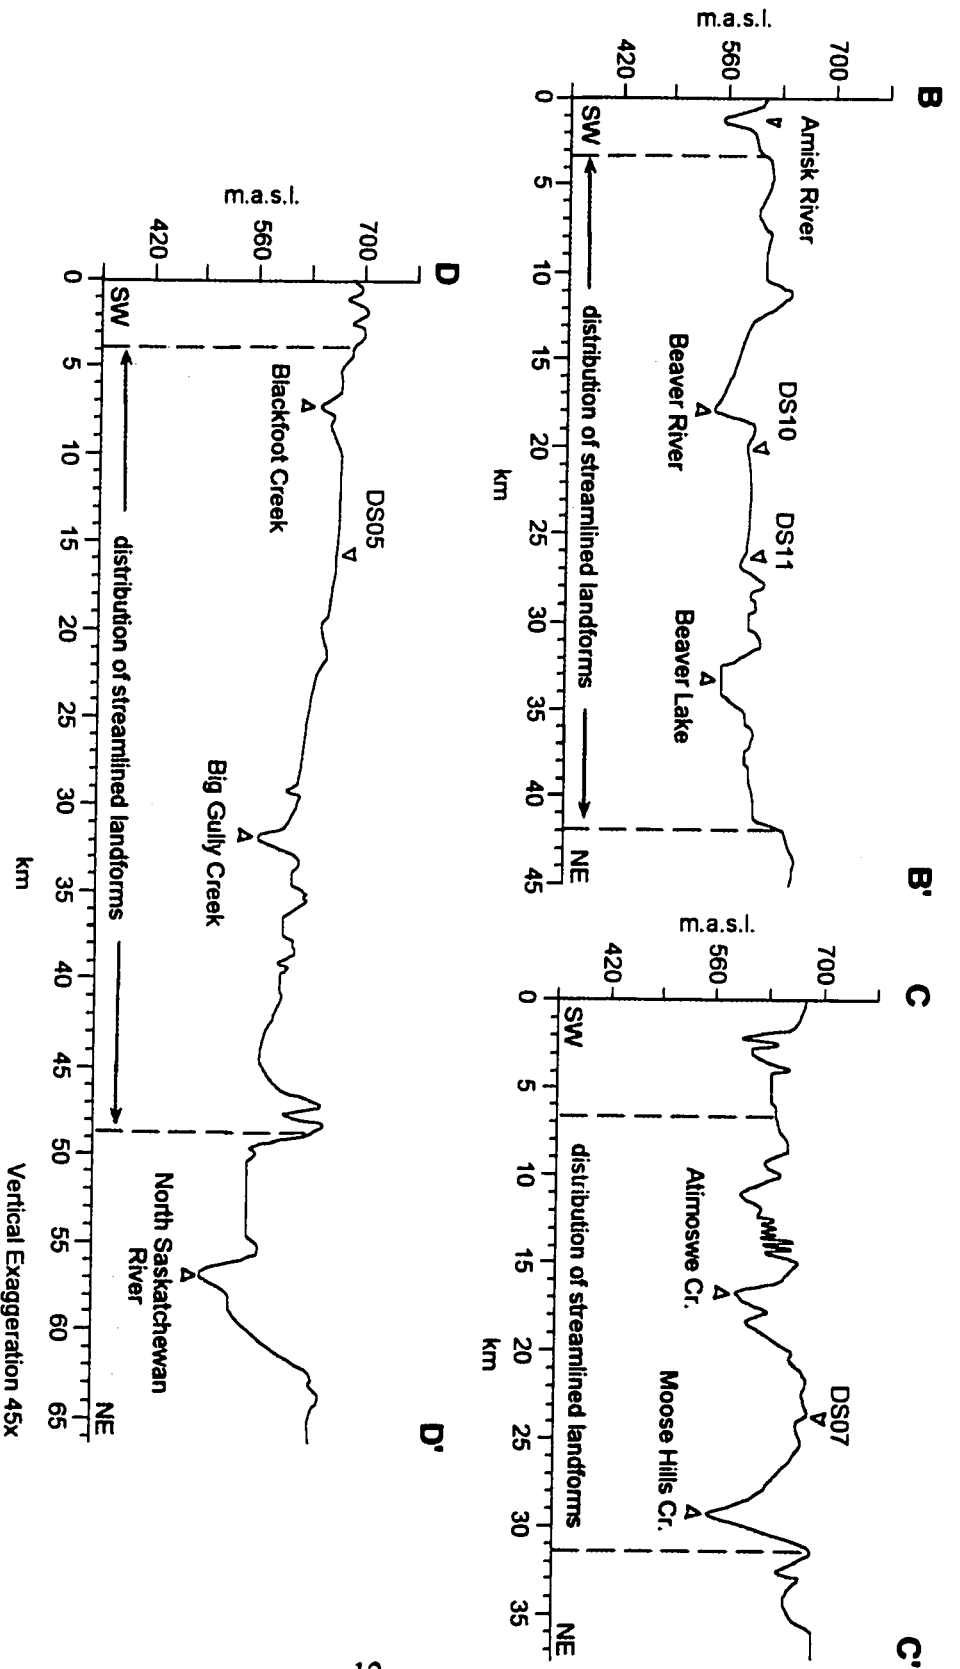 B
B'
m.a.s.l.
700
560
420
Amisk River
DS10
DS11
Beaver River
Beaver Lake
SW
distribution of streamlined landforms
NE
0 5 10 15 20 25 30 35 40 45
km
C
C'
m.a.s.l.
700
560
420
DS07
Atimoswe Cr.
Moose Hills Cr.
SW
distribution of streamlined landforms
NE
0 5 10 15 20 25 30 35
km
D
D'
m.a.s.l.
700
560
420
DS05
Blackfoot Creek
Big Gully Creek
North Saskatchewan
River
SW
distribution of streamlined landforms
NE
0 5 10 15 20 25 30 35 40 45 50 55 60 65
km
Vertical Exaggeration 45x